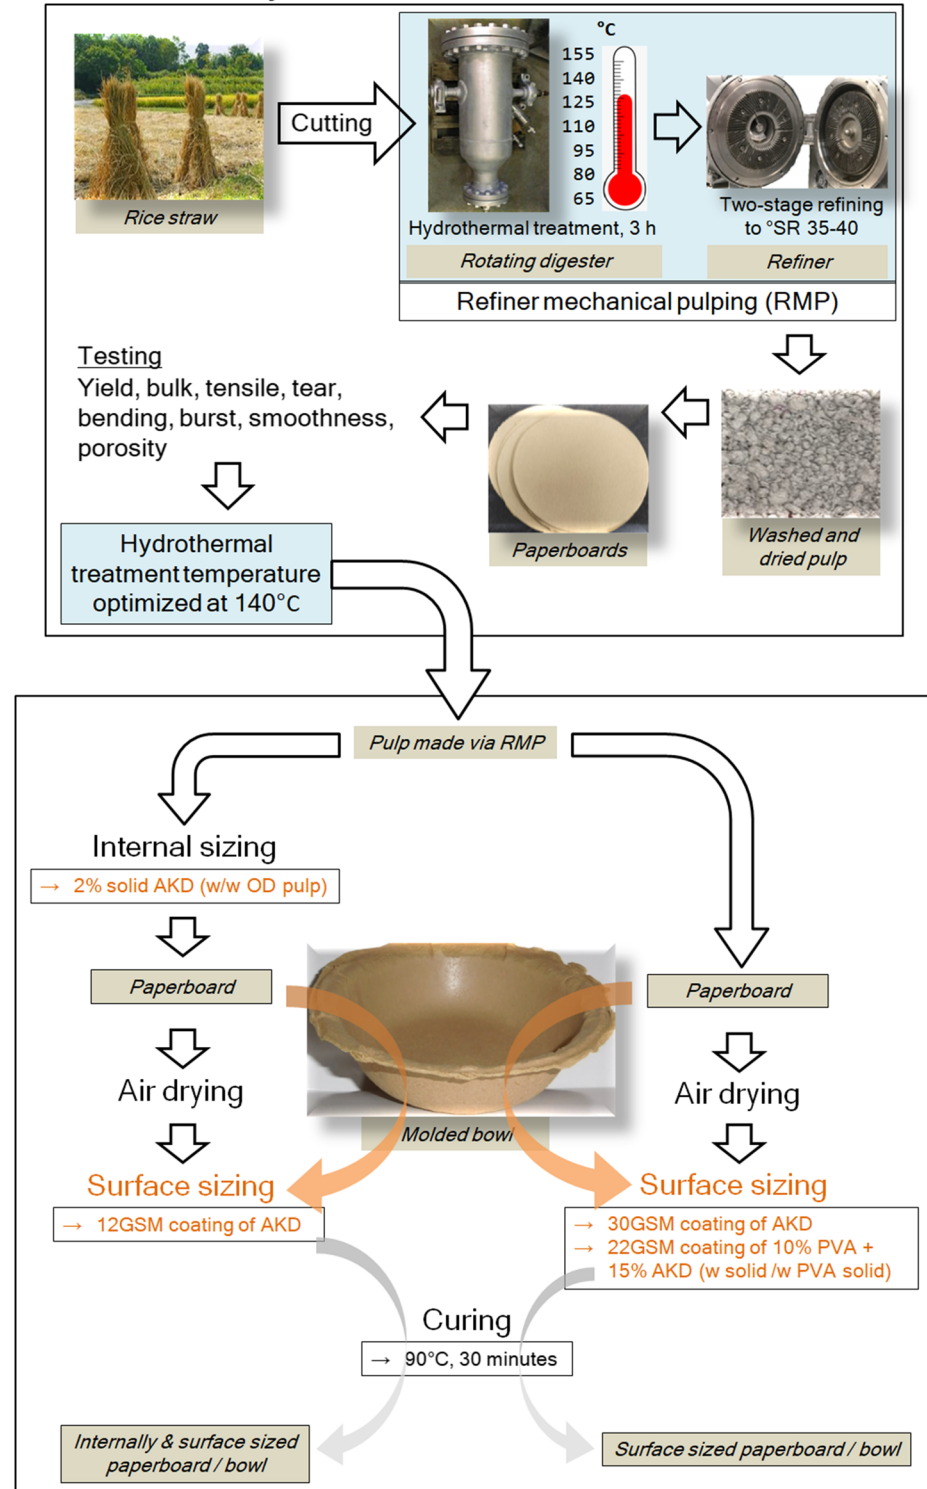 °C
155
140
125
110
95
80
65
Cutting
Rice straw
Hydrothermal treatment, 3 h
Rotating digester
Two-stage refining
to °SR 35-40
Refiner
Refiner mechanical pulping (RMP)
Testing
Yield, bulk, tensile, tear,
bending, burst, smoothness,
porosity
Paperboards
Washed and
dried pulp
Hydrothermal
treatment temperature
optimized at 140°C
Pulp made via RMP
Internal sizing
→ 2% solid AKD (w/w OD pulp)
Paperboard
Air drying
Surface sizing
→ 12GSM coating of AKD
Molded bowl
Paperboard
Air drying
Surface sizing
→ 30GSM coating of AKD
→ 22GSM coating of 10% PVA +
15% AKD (w solid /w PVA solid)
Curing
→ 90°C, 30 minutes
Internally & surface sized
paperboard / bowl
Surface sized paperboard / bowl